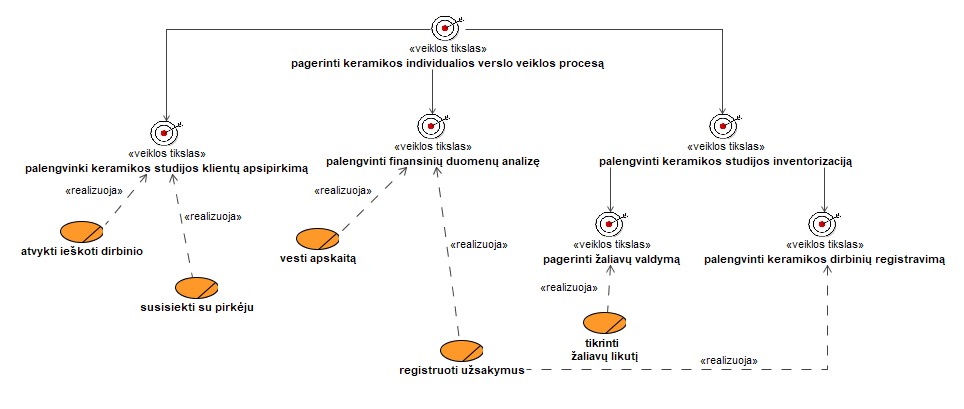 «veiklos tikslas»
pagerinti keramikos individualios verslo veiklos procesą
«veiklos tikslas»
palengvinki keramikos studijos klientų apsipirkimą
«veiklos tikslas»
palengvinti finansinių duomenų analizę
«veiklos tikslas»
palengvinti keramikos studijos inventorizaciją
«realizuoja»
«realizuoja»
«realizuoja»
«realizuoja»
atvykti ieškoti dirbinio
susisiekti su pirkėju
vesti apskaitą
«veiklos tikslas»
pagerinti žaliavų valdymą
«veiklos tikslas»
palengvinti keramikos dirbinių registravimą
«realizuoja»
tikrinti
žaliavų likutį
registruoti užsakymus
«realizuoja»